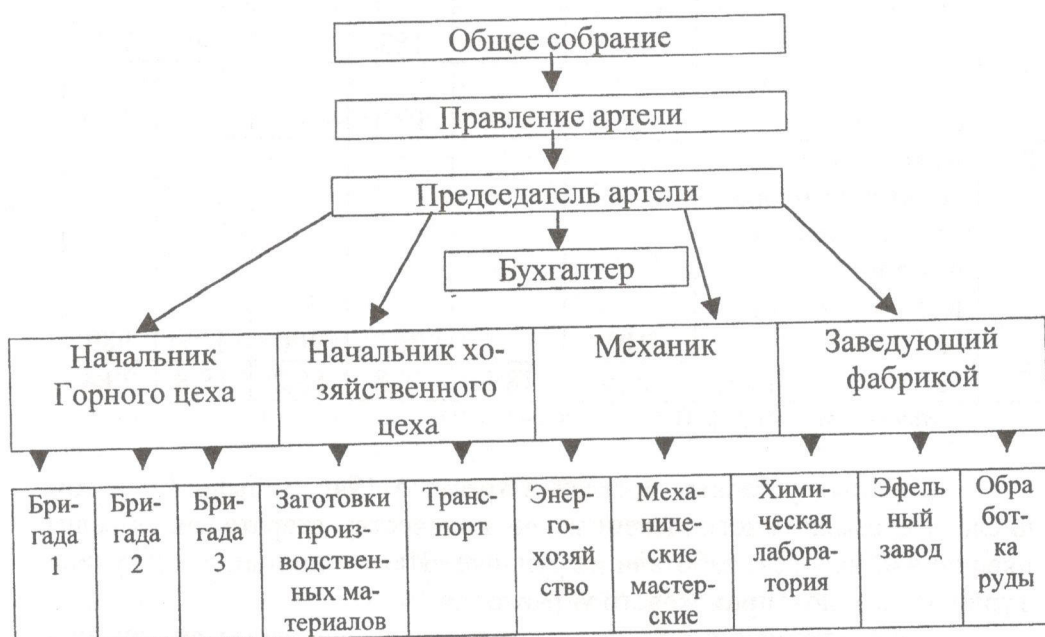 Общее собрание
Правление артели
Председатель артели
Бухгалтер
Начальник
Горного цеха
Начальник хо-
зяйственного
цеха
Механик
Заведующий
фабрикой
Бри-
гада
1
Бри-
гада
2
Бри-
гада
3
Заготовки
произ-
водствен-
ных ма-
териалов
Транс-
порт
Энер-
го-
хозяй
ство
Меха-
ниче-
ские
мастер-
ские
Хими-
ческая
лабора-
тория
Эфель
ный
завод
Обра
бот-
ка
руды